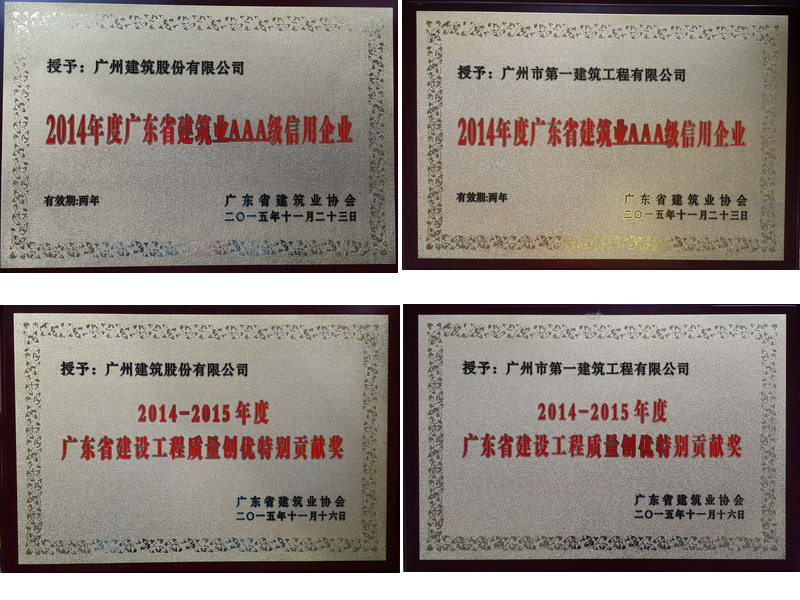 授予：广州建筑股份有限公司
2014年度广东省建筑业AAA级信用企业
有效期:两年
广东省建筑业协会
二〇一五年十一月二十三日
授予：广州市第一建筑工程有限公司
2014年度广东省建筑业AAA级信用企业
有效期:两年
广东省建筑业协会
二〇一五年十一月二十三日
授予：广州建筑股份有限公司
2014-2015年度
广东省建设工程质量创优特别贡献奖
广东省建筑业协会
二〇一五年十一月十六日
授予：广州市第一建筑工程有限公司
2014-2015年度
广东省建设工程质量创优特别贡献奖
广东省建筑业协会
二〇一五年十一月十六日